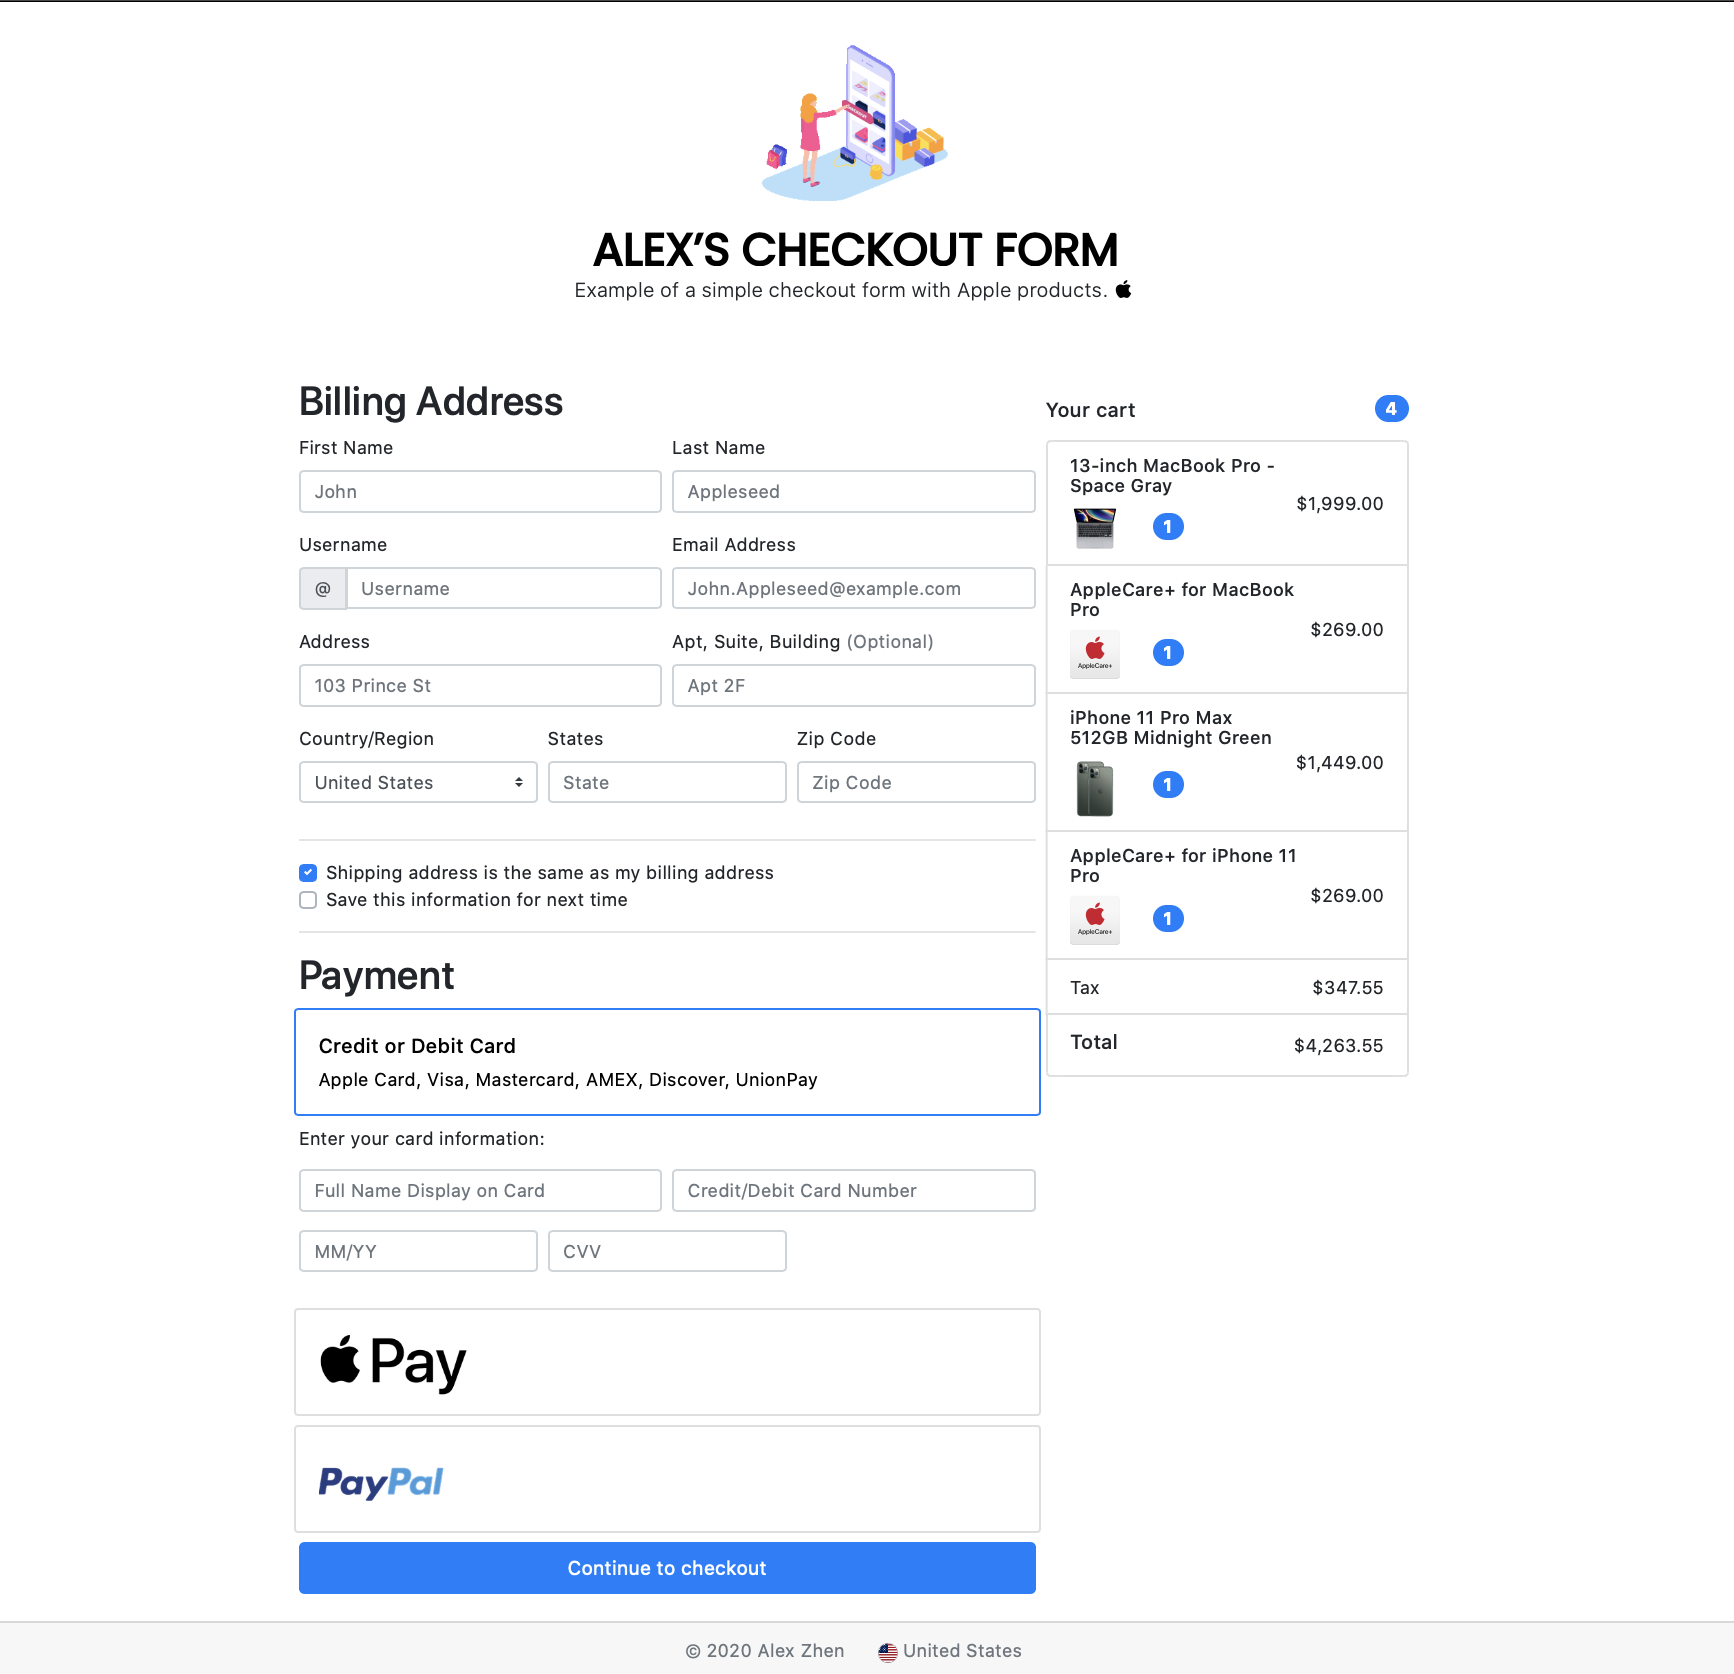 ALEX'S CHECKOUT FORM
Example of a simple checkout form with Apple products.
Billing Address
First Name
Last Name
John
Appleseed
Username
Email Address
@
Username
John.Appleseed@example.com
Address
Apt, Suite, Building (Optional)
103 Prince St
Apt 2F
Country/Region
States
Zip Code
United States
State
Zip Code
Shipping address is the same as my billing address
Save this information for next time
Payment
Credit or Debit Card
Apple Card, Visa, Mastercard, AMEX, Discover, UnionPay
Enter your card information:
Full Name Display on Card
Credit/Debit Card Number
MM/YY
CVV
Pay
PayPal
Continue to checkout
Your cart
4
13-inch MacBook Pro -
Space Gray
$1,999.00
1
AppleCare+ for MacBook
Pro
$269.00
AppleCare+
1
iPhone 11 Pro Max
512GB Midnight Green
$1,449.00
1
AppleCare+ for iPhone 11
Pro
$269.00
AppleCare+
1
Tax
$347.55
Total
$4,263.55
© 2020 Alex Zhen
United States